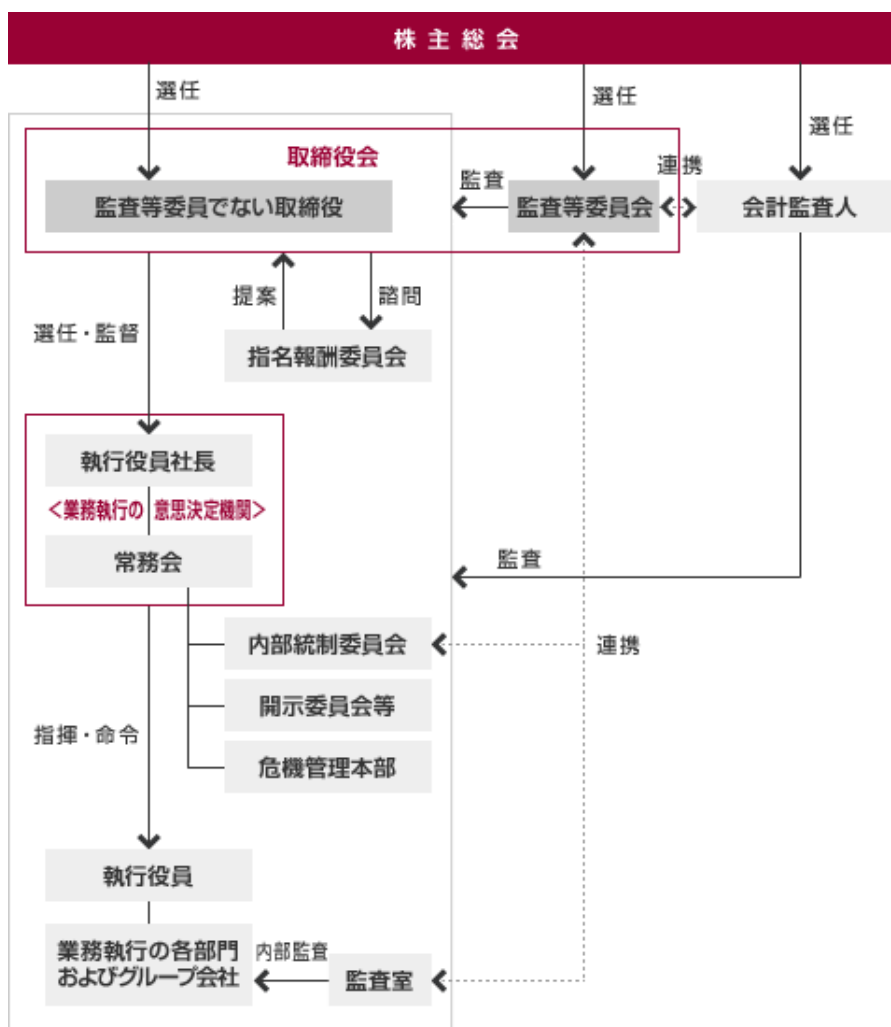 株主総会
選任
選任
選任
取締役会
連携
監査
監査等委員でない取締役
監査等委員会
会計監査人
提案
諮問
選任・監督
指名報酬委員会
執行役員社長
＜業務執行の 意思決定機関＞
常務会
監査
内部統制委員会
連携
開示委員会等
指揮・命令
危機管理本部
執行役員
業務執行の各部門
およびグループ会社
内部監査
監査室